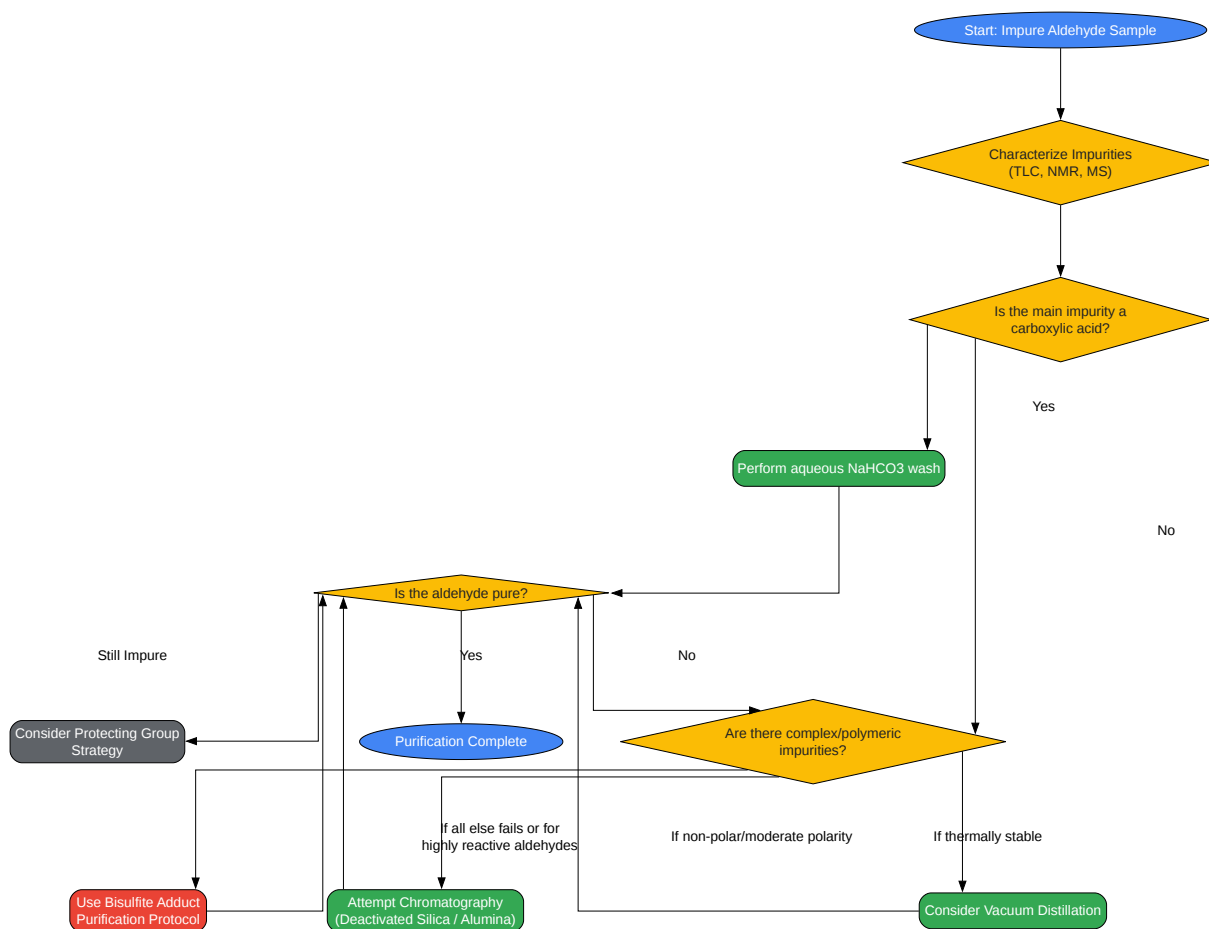 Start: Impure Aldehyde Sample
Characterize Impurities
(TLC, NMR, MS)
Is the main impurity a
carboxylic acid?
Yes
Perform aqueous NaHCO3 wash
No
Is the aldehyde pure?
Still Impure
Yes
No
Consider Protecting Group
Strategy
Purification Complete
Are there complex/polymeric
impurities?
If all else fails or for
highly reactive aldehydes
If non-polar/moderate polarity
If thermally stable
Use Bisulfite Adduct
Purification Protocol
Attempt Chromatography
(Deactivated Silica / Alumina)
Consider Vacuum Distillation